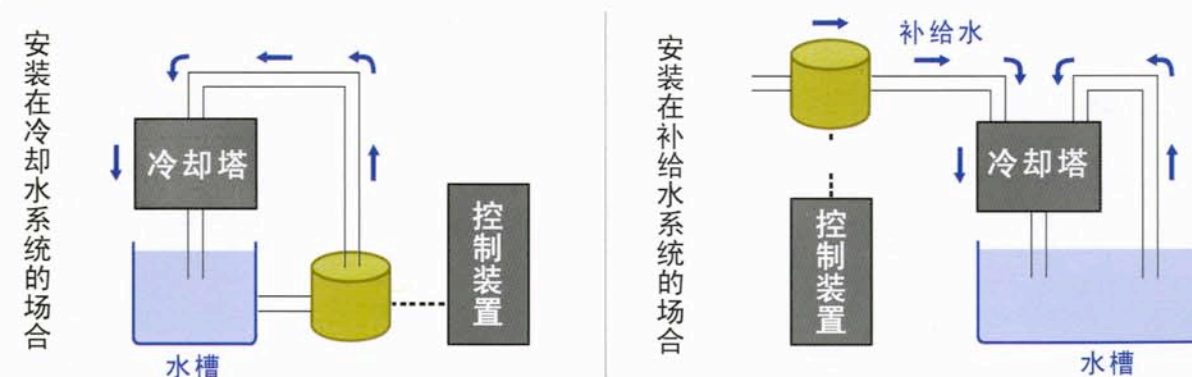 安装在冷却水系统的场合
冷却塔
控制装置
水槽
安装在补给水系统的场合
补给水
冷却塔
控制装置
水槽